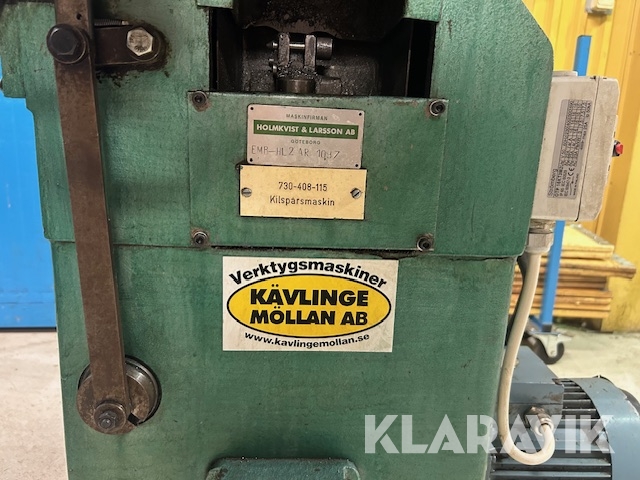 MASKINFIRMAN
HOLMKVIST & LARSSON AB
GÖTEBORG
730-408-115
Kilspårsmaskin
Verktygsmaskiner
KÄVLINGE
MÖLLAN AB
www.kavlingemollan.se
KLARAVIK